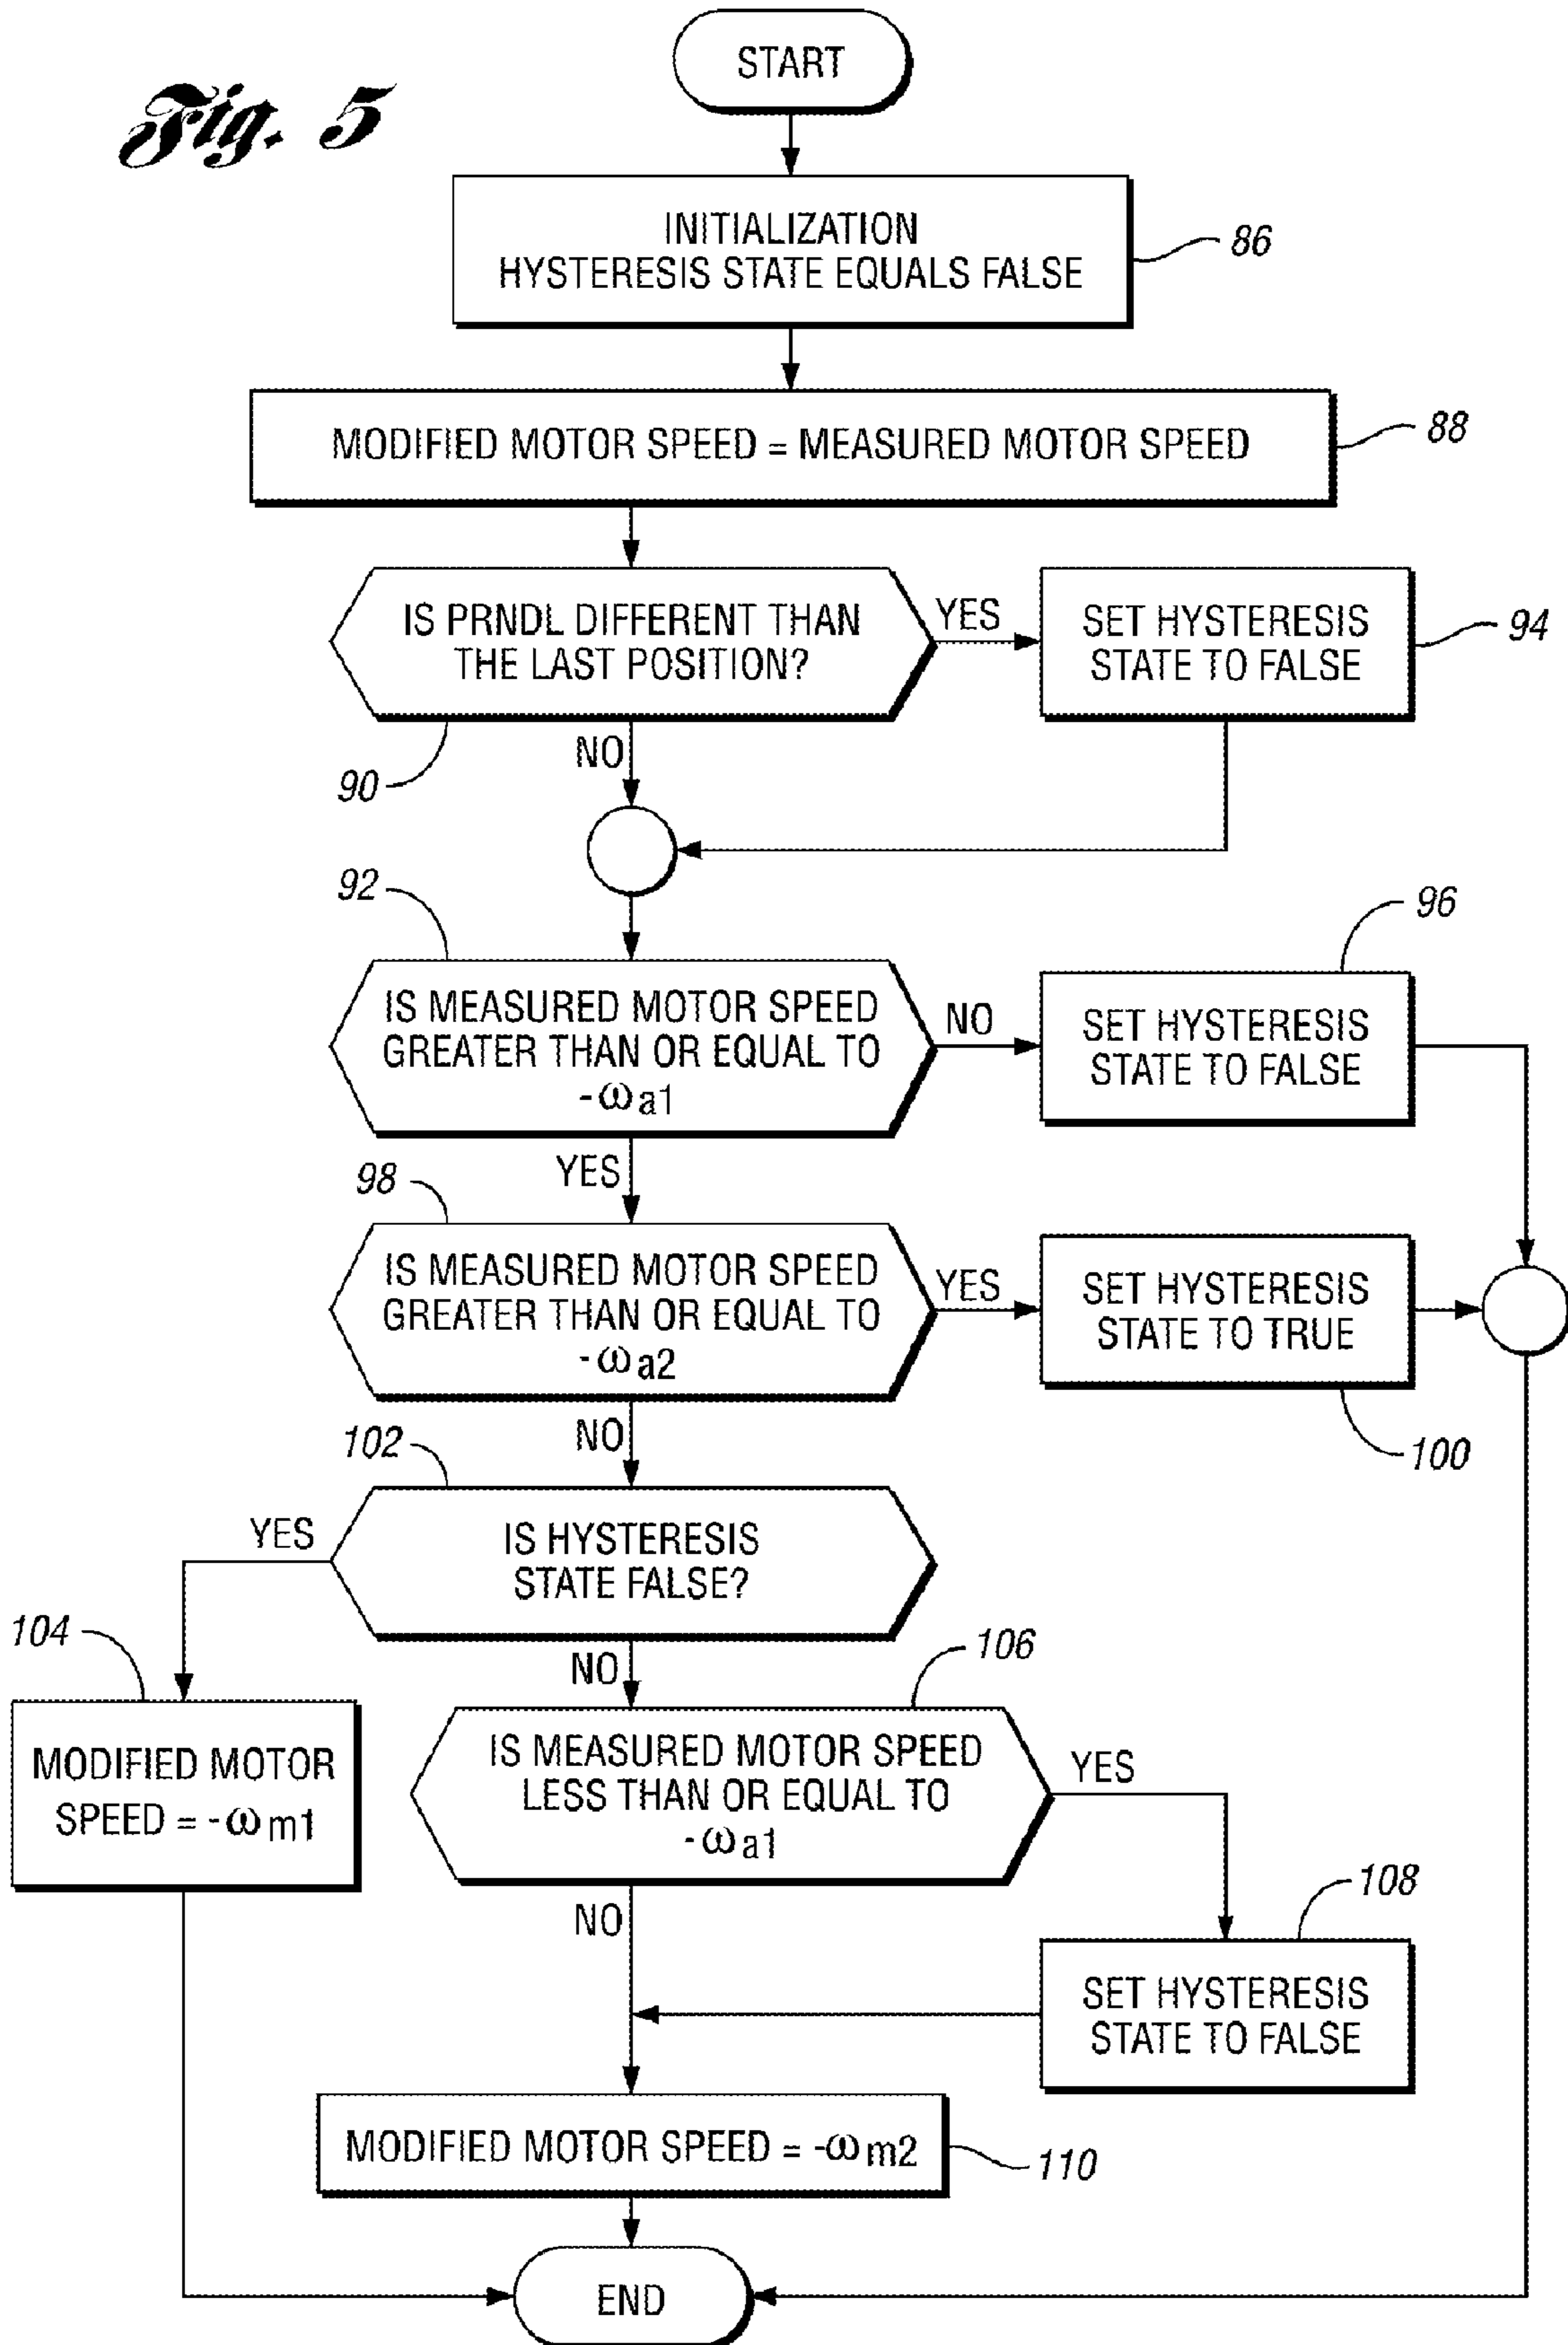 Fig. 5
START
INITIALIZATION
HYSTERESIS STATE EQUALS FALSE
86
MODIFIED MOTOR SPEED = MEASURED MOTOR SPEED
88
IS PRNDL DIFFERENT THAN
THE LAST POSITION?
90
YES
SET HYSTERESIS
STATE TO FALSE
94
NO
92
IS MEASURED MOTOR SPEED
GREATER THAN OR EQUAL TO
-ωa1
NO
SET HYSTERESIS
STATE TO FALSE
96
YES
98
IS MEASURED MOTOR SPEED
GREATER THAN OR EQUAL TO
-ωa2
YES
SET HYSTERESIS
STATE TO TRUE
100
NO
102
IS HYSTERESIS
STATE FALSE?
YES
104
MODIFIED MOTOR
SPEED = -ωm1
NO
106
IS MEASURED MOTOR SPEED
LESS THAN OR EQUAL TO
-ωa1
YES
108
SET HYSTERESIS
STATE TO FALSE
NO
MODIFIED MOTOR SPEED = -ωm2
110
END